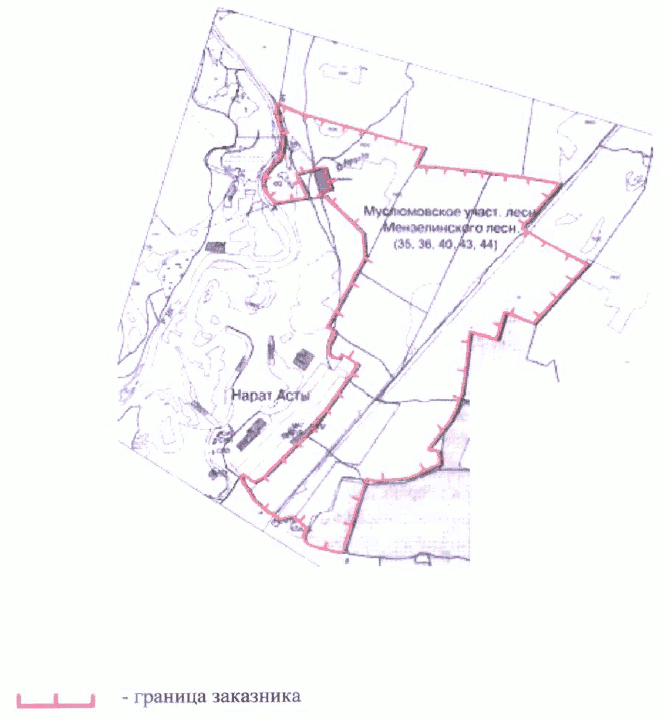 Муслюмовское участ. лесн.
Мензелинского лесн.
(35, 36, 40, 43, 44)
Нарат Асты
- граница заказника